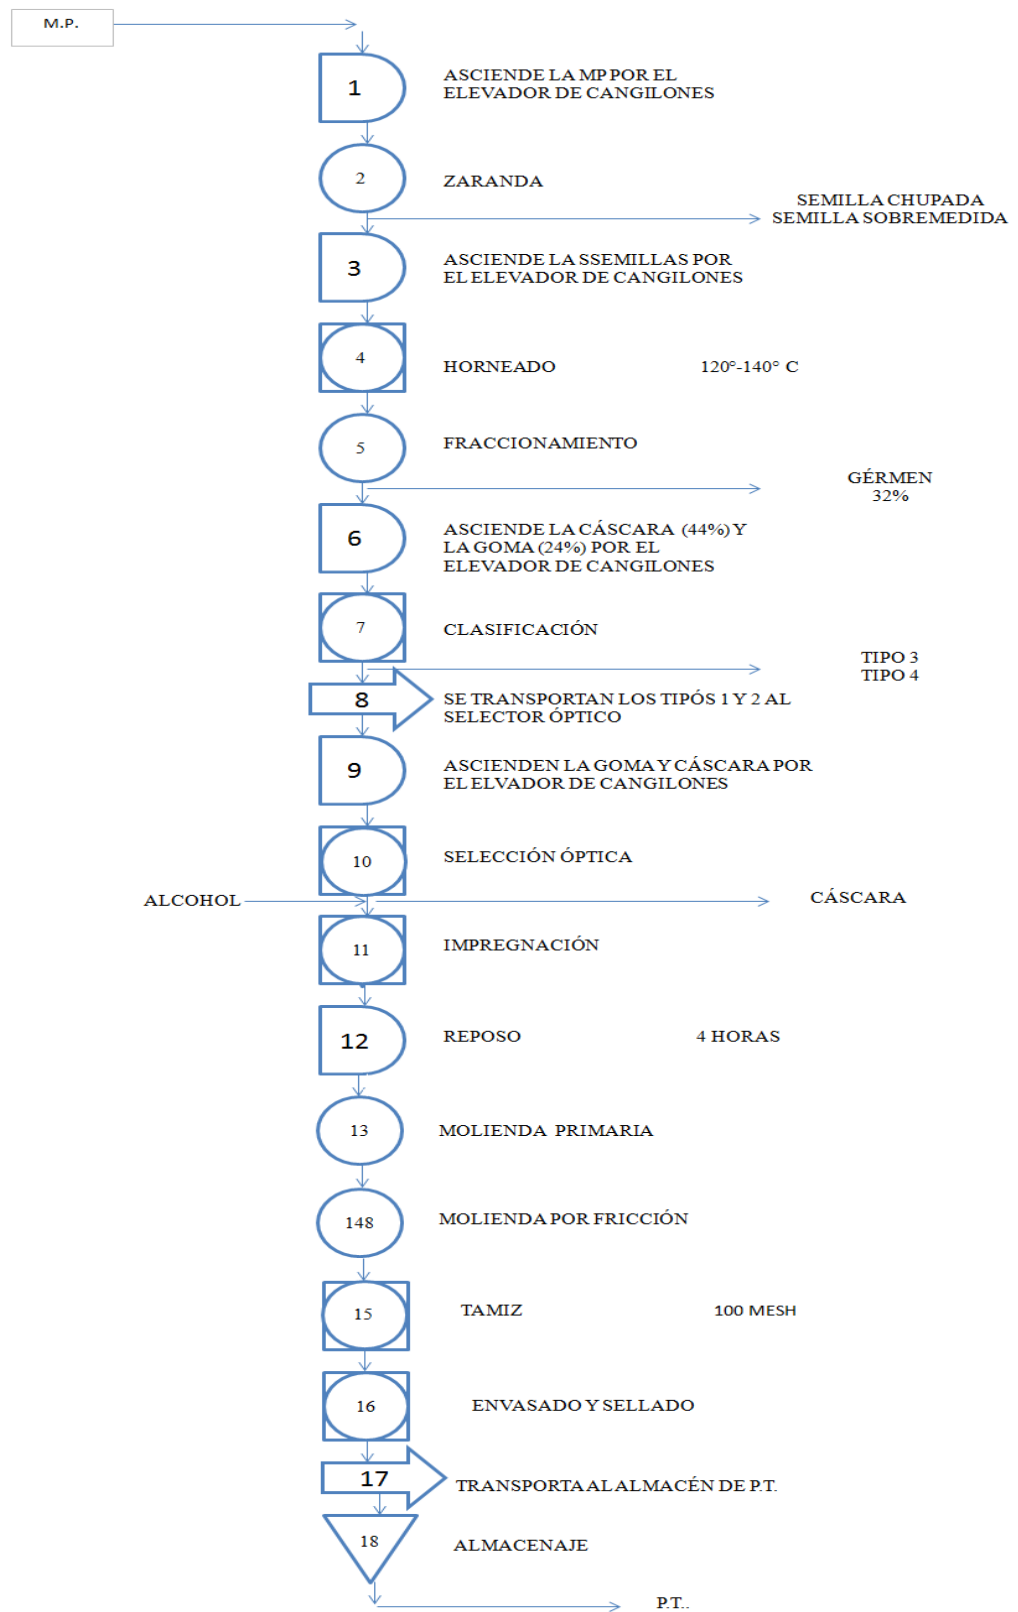 M.P.
1
ASCIENDE LA MP POR EL
ELEVADOR DE CANGILONES
2
ZARANDA
SEMILLA CHUPADA
SEMILLA SOBREMEDIDA
3
ASCIENDE LA SSEMILLAS POR
EL ELEVADOR DE CANGILONES
4
HORNEADO 120°-140° C
5
FRACCIONAMIENTO
GÉRMEN
32%
6
ASCIENDE LA CÁSCARA (44%) Y
LA GOMA (24%) POR EL
ELEVADOR DE CANGILONES
7
CLASIFICACIÓN
TIPO 3
TIPO 4
8
SE TRANSPORTAN LOS TIPÓS 1 Y 2 AL
SELECTOR ÓPTICO
9
ASCIENDEN LA GOMA Y CÁSCARA POR
EL ELVADOR DE CANGILONES
10
SELECCIÓN ÓPTICA
ALCOHOL
CÁSCARA
11
IMPREGNACIÓN
12
REPOSO 4 HORAS
13
MOLIENDA PRIMARIA
148
MOLIENDA POR FRICCIÓN
15
TAMIZ 100 MESH
16
ENVASADO Y SELLADO
17
TRANSPORTA AL ALMACÉN DE P.T.
18
ALMACENAJE
P.T..